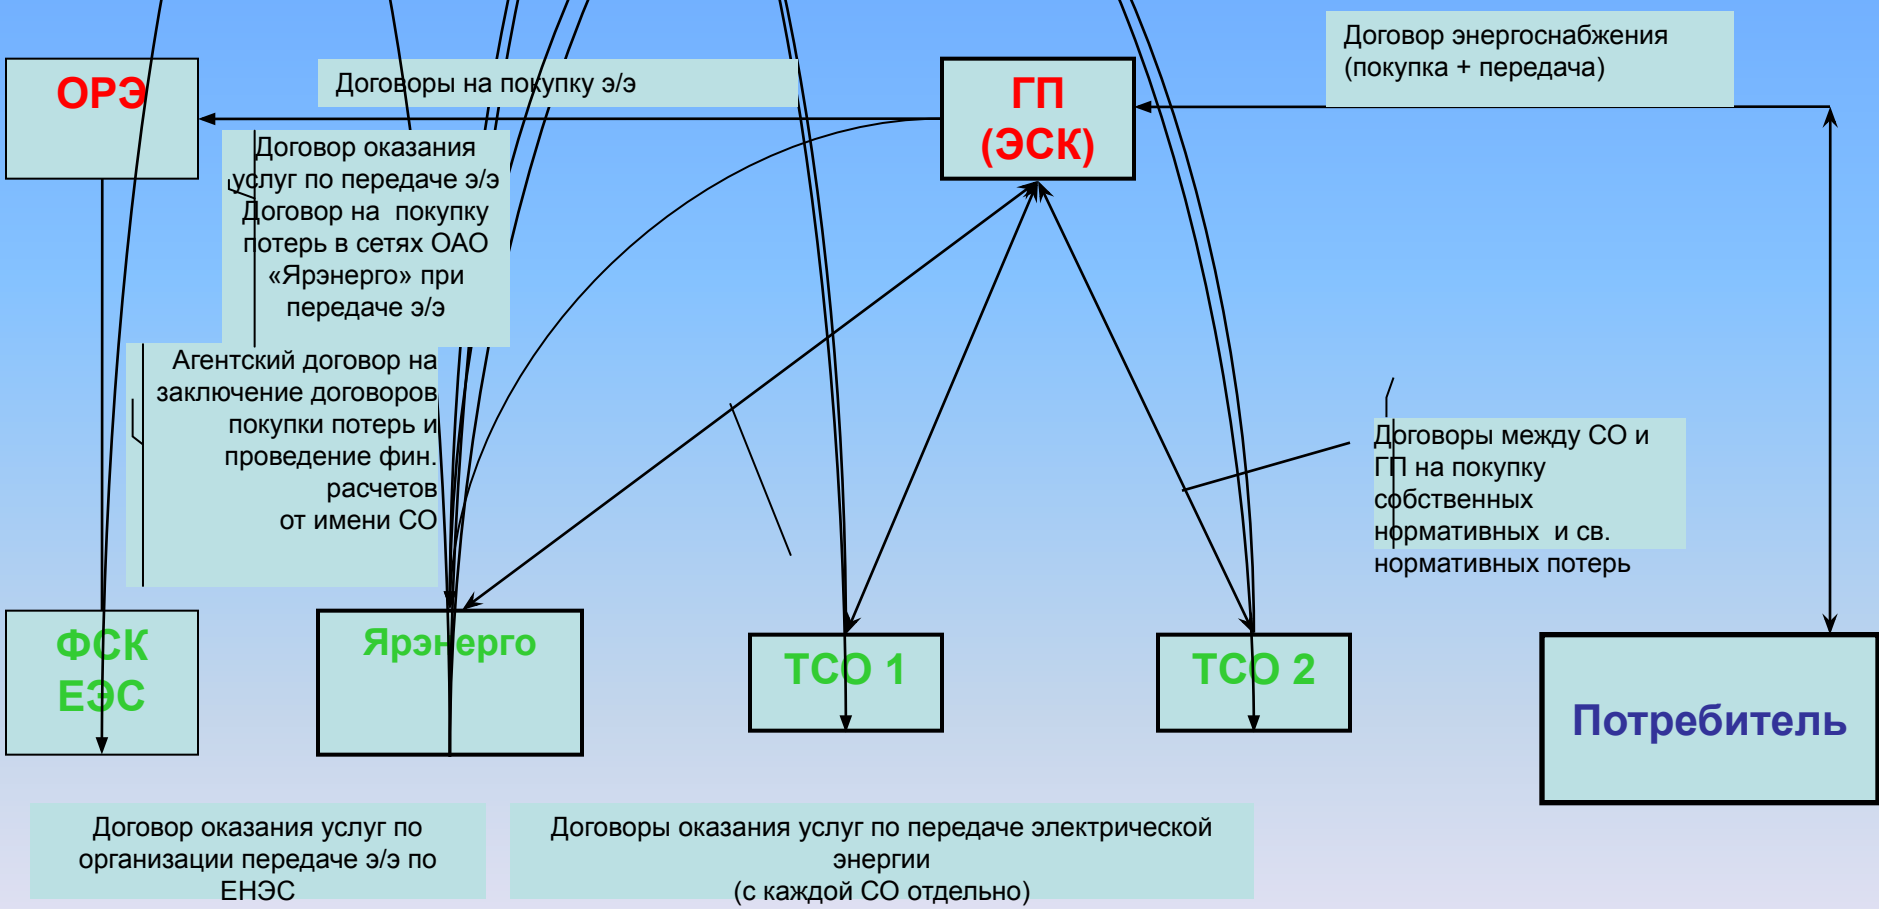 Договор энергоснабжения
(покупка + передача)
ОРЭ
Договоры на покупку э/э
ГП
(ЭСК)
Договор оказания
услуг по передаче э/э
Договор на покупку
потерь в сетях ОАО
«Ярэнерго» при
передаче э/э
Агентский договор на
заключение договоров
покупки потерь и
проведение фин.
расчетов
от имени СО
Договоры между СО и
ГП на покупку
собственных
нормативных и св.
нормативных потерь
ФСК
ЕЭС
Ярэнерго
ТСО 1
ТСО 2
Потребитель
Договор оказания услуг по
организации передаче э/э по
ЕНЭС
Договоры оказания услуг по передаче электрической
энергии
(с каждой СО отдельно)